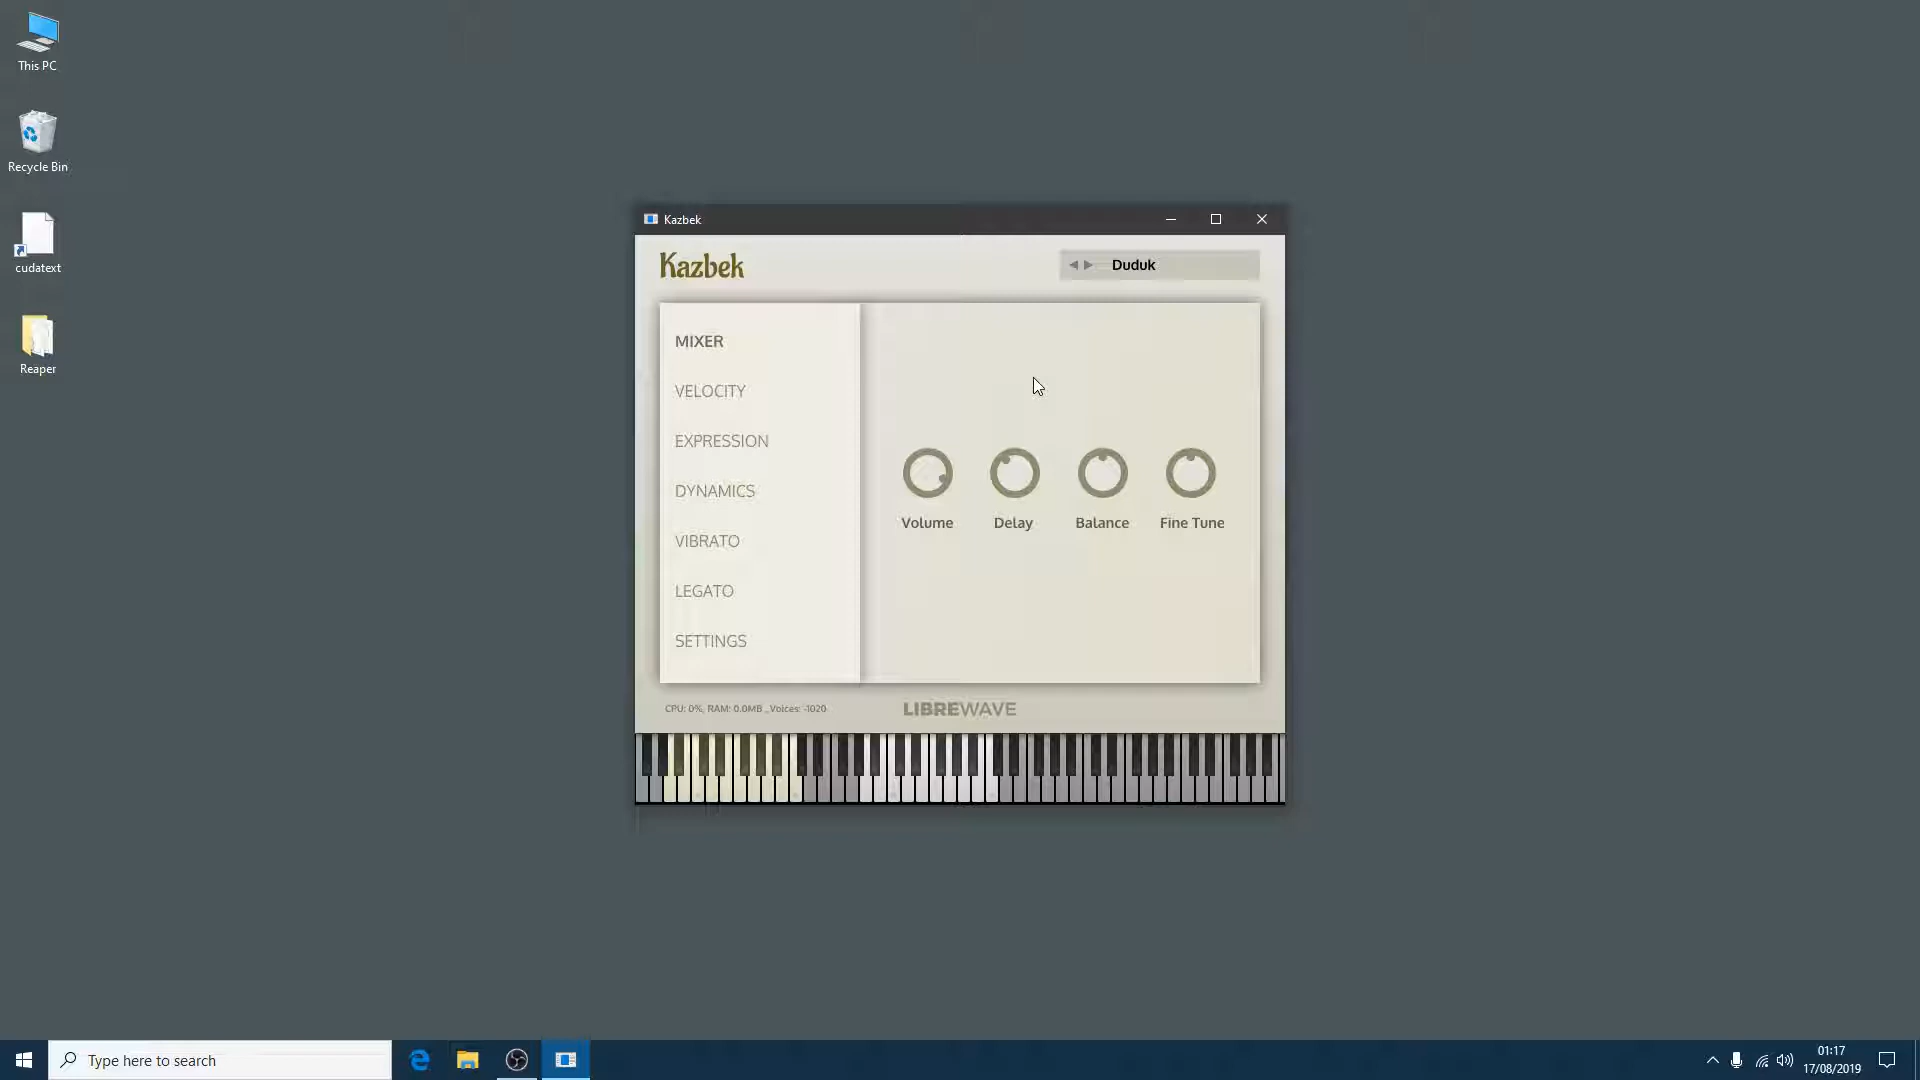 This PC
Recycle Bin
cudatext
Reaper
Kazbek
Kazbek
Duduk
MIXER
VELOCITY
EXPRESSION
DYNAMICS
VIBRATO
LEGATO
SETTINGS
Volume
Delay
Balance
Fine Tune
CPU: 0%, RAM: 0.0MB , Voices: -1020
LIBREWAVE
Type here to search
01:17
17/08/2019